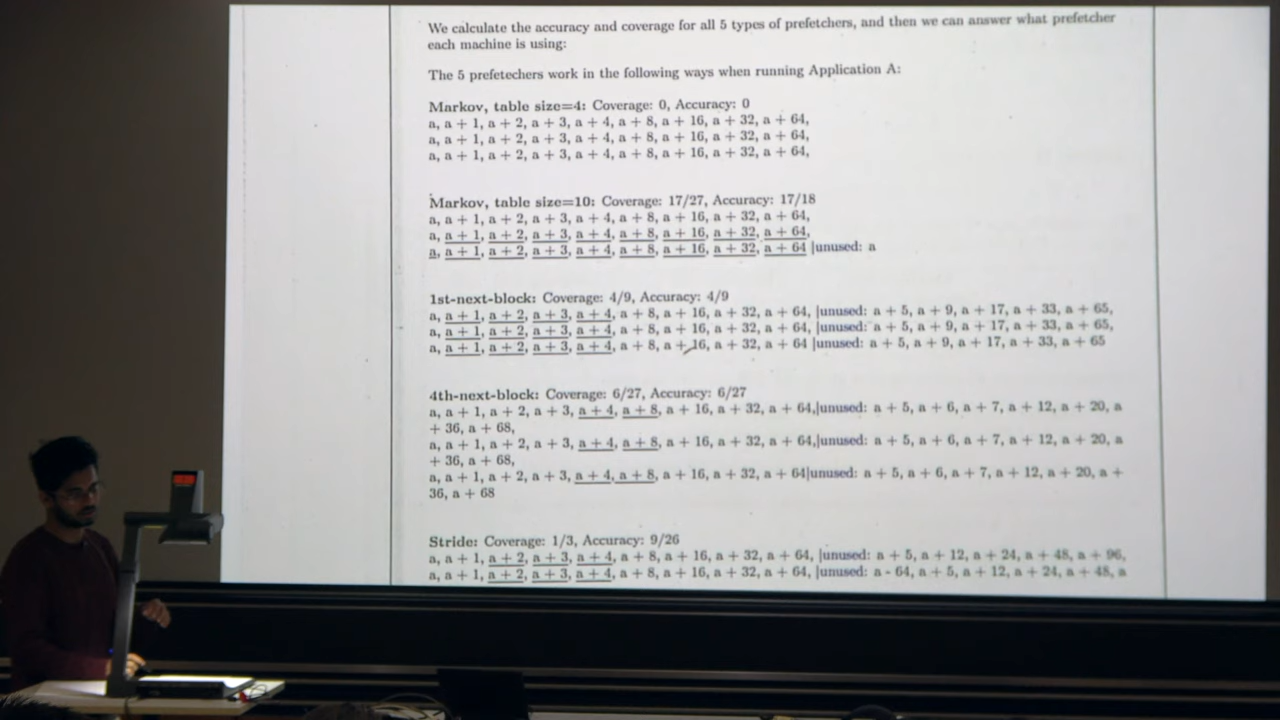 We calculate the accuracy and coverage for all 5 types of prefetchers, and then we can answer what prefetcher
each machine is using:
The 5 prefetechers work in the following ways when running Application A:
Markov, table size=4: Coverage: 0, Accuracy: 0
a, a + 1, a + 2, a + 3, a + 4, a + 8, a + 16, a + 32, a + 64,
a, a + 1, a + 2, a + 3, a + 4, a + 8, a + 16, a + 32, a + 64,
a, a + 1, a + 2, a + 3, a + 4, a + 8, a + 16, a + 32, a + 64,
Markov, table size=10: Coverage: 17/27, Accuracy: 17/18
a, a + 1, a + 2, a + 3, a + 4, a + 8, a + 16, a + 32, a + 64,
a, a + 1, a + 2, a + 3, a + 4, a + 8, a + 16, a + 32, a + 64,
a, a + 1, a + 2, a + 3, a + 4, a + 8, a + 16, a + 32, a + 64 |unused: a
1st-next-block: Coverage: 4/9, Accuracy: 4/9
a, a + 1, a + 2, a + 3, a + 4, a + 8, a + 16, a + 32, a + 64, |unused: a + 5, a + 9, a + 17, a + 33, a + 65,
a, a + 1, a + 2, a + 3, a + 4, a + 8, a + 16, a + 32, a + 64, |unused: a + 5, a + 9, a + 17, a + 33, a + 65,
a, a + 1, a + 2, a + 3, a + 4, a + 8, a + 16, a + 32, a + 64 |unused: a + 5, a + 9, a + 17, a + 33, a + 65
4th-next-block: Coverage: 6/27, Accuracy: 6/27
a, a + 1, a + 2, a + 3, a + 4, a + 8, a + 16, a + 32, a + 64,|unused: a + 5, a + 6, a + 7, a + 12, a + 20, a
+ 36, a + 68,
a, a + 1, a + 2, a + 3, a + 4, a + 8, a + 16, a + 32, a + 64,|unused: a + 5, a + 6, a + 7, a + 12, a + 20, a
+ 36, a + 68,
a, a + 1, a + 2, a + 3, a + 4, a + 8, a + 16, a + 32, a + 64|unused: a + 5, a + 6, a + 7, a + 12, a + 20, a +
36, a + 68
Stride: Coverage: 1/3, Accuracy: 9/26
a, a + 1, a + 2, a + 3, a + 4, a + 8, a + 16, a + 32, a + 64, |unused: a + 5, a + 12, a + 24, a + 48, a + 96,
a, a + 1, a + 2, a + 3, a + 4, a + 8, a + 16, a + 32, a + 64, |unused: a - 64, a + 5, a + 12, a + 24, a + 48, a